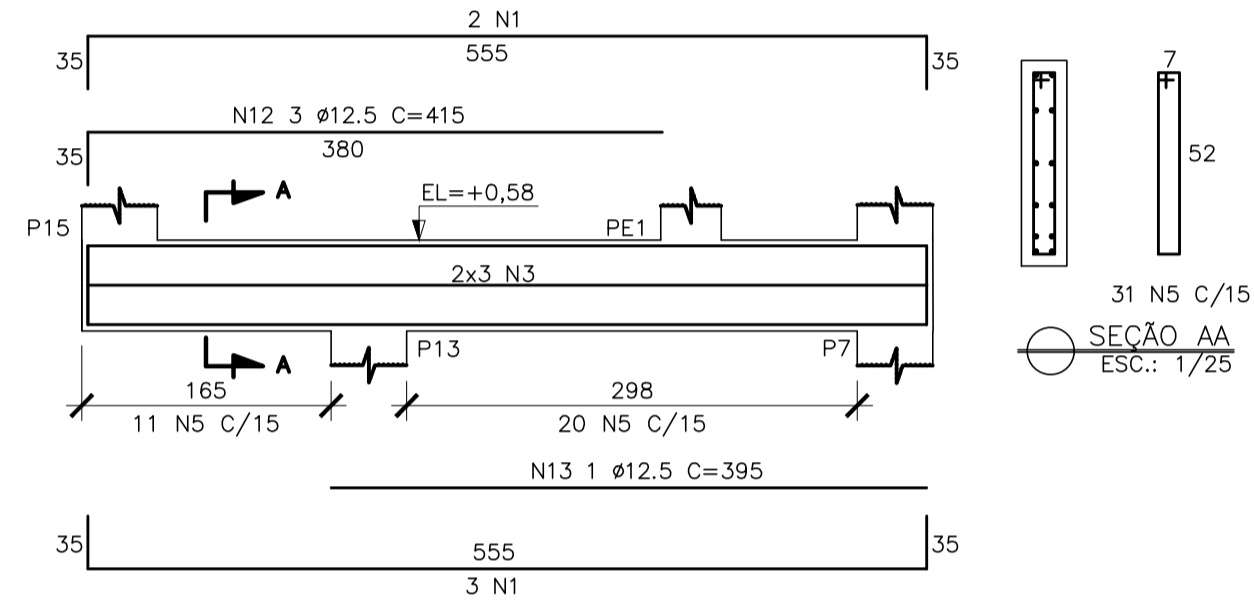 2 N1
35
555
35
N12 3 ø12.5 C=415
35
380
7
52
A
EL=+0,58
P15
PE1
2x3 N3
31 N5 C/15
SEÇÃO AA
ESC.: 1/25
A
P13
P7
165
298
11 N5 C/15
20 N5 C/15
N13 1 ø12.5 C=395
35
555
35
3 N1